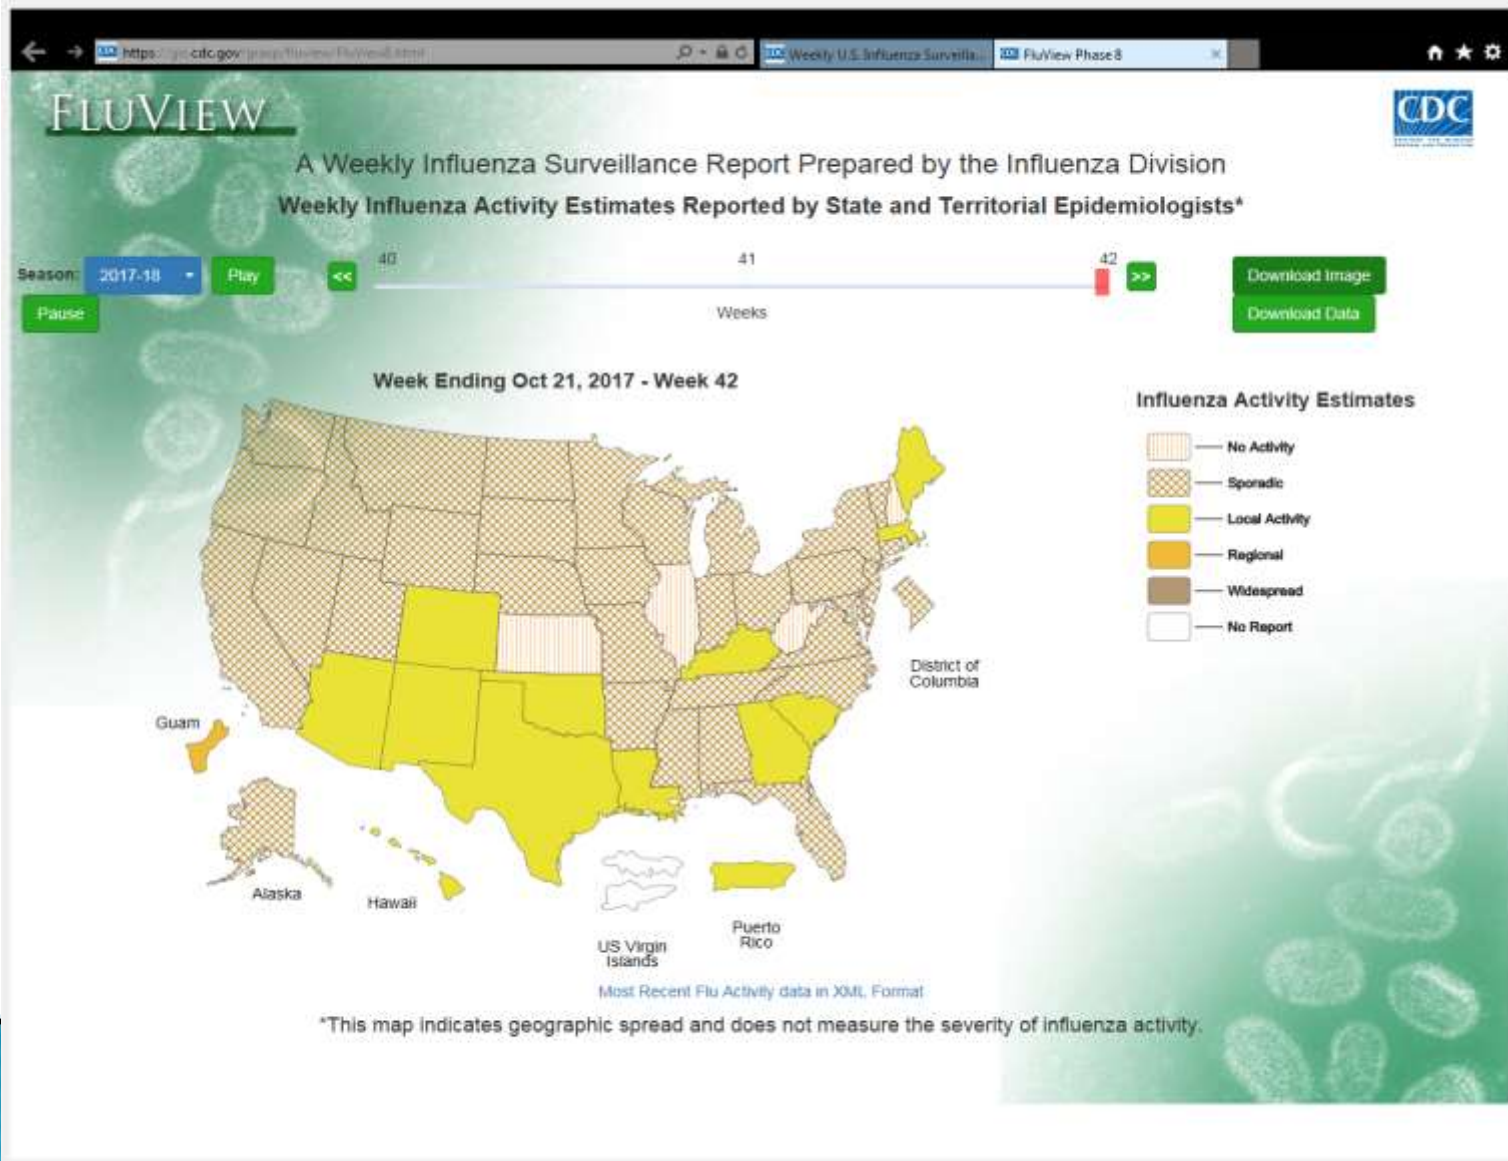 https://gis.cdc.gov/grasp/fluview/FluView8.html
Weekly U.S. Influenza Surveilla...
FluView Phase 8
FLUVIEW
CDC
A Weekly Influenza Surveillance Report Prepared by the Influenza Division
Weekly Influenza Activity Estimates Reported by State and Territorial Epidemiologists*
Season: 2017-18 Play << 40 41 42 >> Download Image
Pause Weeks Download Data
Week Ending Oct 21, 2017 - Week 42
Influenza Activity Estimates
No Activity
Sporadic
Local Activity
Regional
Widespread
No Report
District of
Columbia
Guam
Alaska
Hawaii
US Virgin
Islands
Puerto
Rico
Most Recent Flu Activity data in XML Format
*This map indicates geographic spread and does not measure the severity of influenza activity.